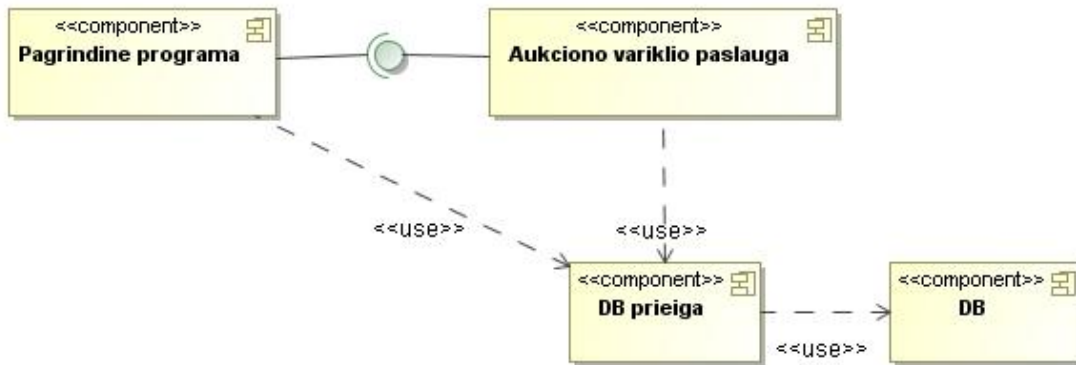 <<component>>
Pagrindine programa
<<component>>
Aukciono variklio paslauga
<<use>>
<<use>>
<<component>>
DB prieiga
<<component>>
DB
<<use>>